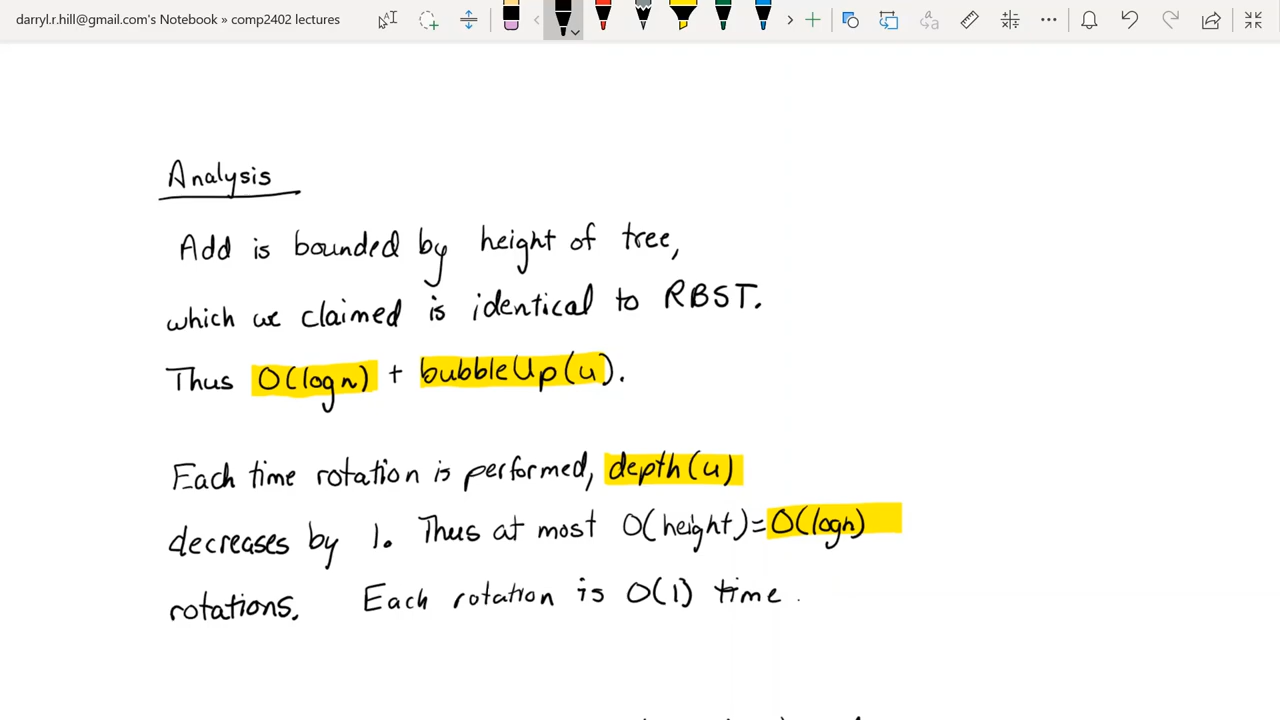 darryl.r.hill@gmail.com's Notebook » comp2402 lectures
Analysis
Add is bounded by height of tree,
which we claimed is identical to RBST.
Thus O(log n) + bubbleUp(u).
Each time rotation is performed, depth(u)
decreases by 1. Thus at most O(height)=O(logn)
rotations. Each rotation is O(1) time.